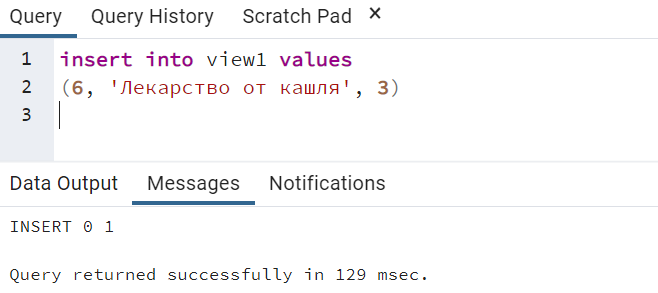 Query Query History Scratch Pad ×
1 insert into view1 values
2 (6, 'Лекарство от кашля', 3)
3
Data Output Messages Notifications
INSERT 0 1
Query returned successfully in 129 msec.